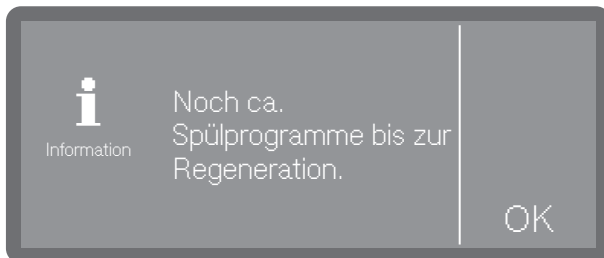 Information
Noch ca.
Spülprogramme bis zur
Regeneration.
OK